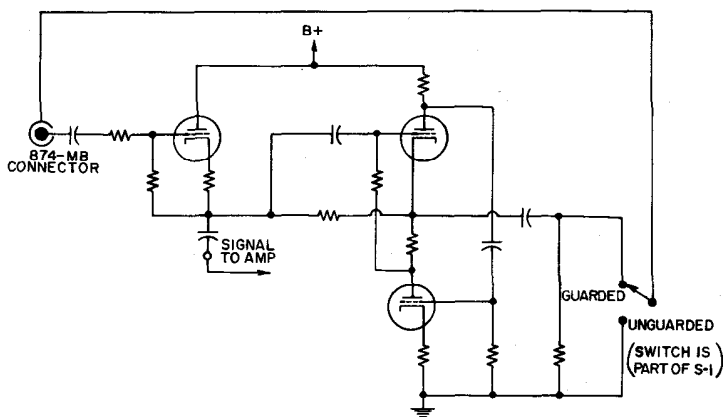 B+
874-MB
CONNECTOR
SIGNAL
TO AMP
GUARDED
UNGUARDED
(SWITCH IS
PART OF S-1)